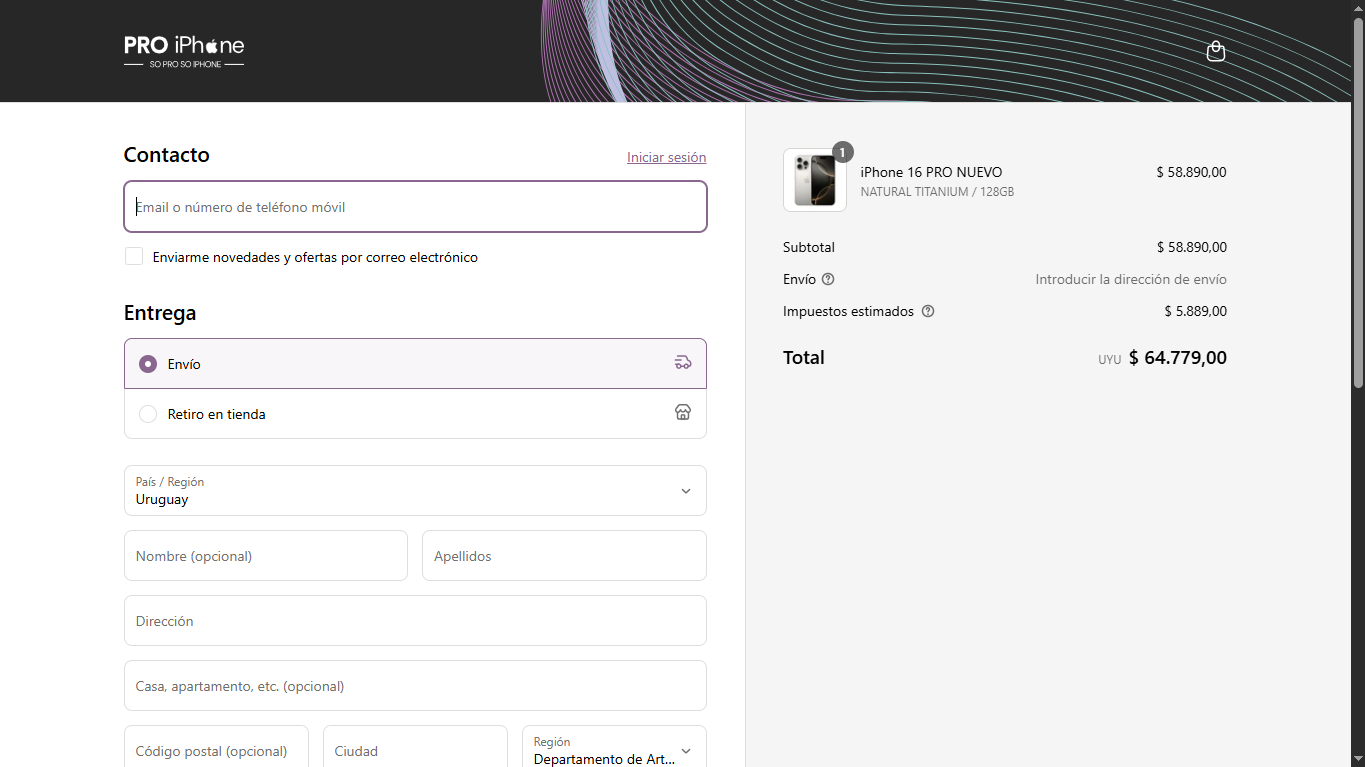 PRO iPhone
SO PRO SO IPHONE
Contacto
Iniciar sesión
Email o número de teléfono móvil
Enviarme novedades y ofertas por correo electrónico
Entrega
Envío
Retiro en tienda
País / Región
Uruguay
Nombre (opcional)
Apellidos
Dirección
Casa, apartamento, etc. (opcional)
Código postal (opcional)
Ciudad
Región
Departamento de Art...
1
iPhone 16 PRO NUEVO
$ 58.890,00
NATURAL TITANIUM / 128GB
Subtotal
$ 58.890,00
Envío
Introducir la dirección de envío
Impuestos estimados
$ 5.889,00
Total
UYU $ 64.779,00